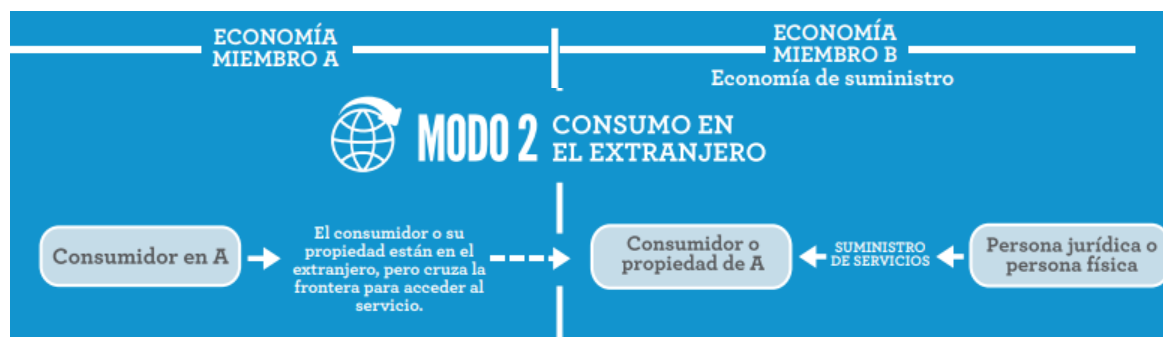 ECONOMÍA
MIEMBRO A
ECONOMÍA
MIEMBRO B
Economía de suministro
MODO 2
CONSUMO EN
EL EXTRANJERO
Consumidor en A
El consumidor o su
propiedad están en el
extranjero, pero cruza la
frontera para acceder al
servicio.
Consumidor o
propiedad de A
SUMINISTRO
DE SERVICIOS
Persona jurídica o
persona física